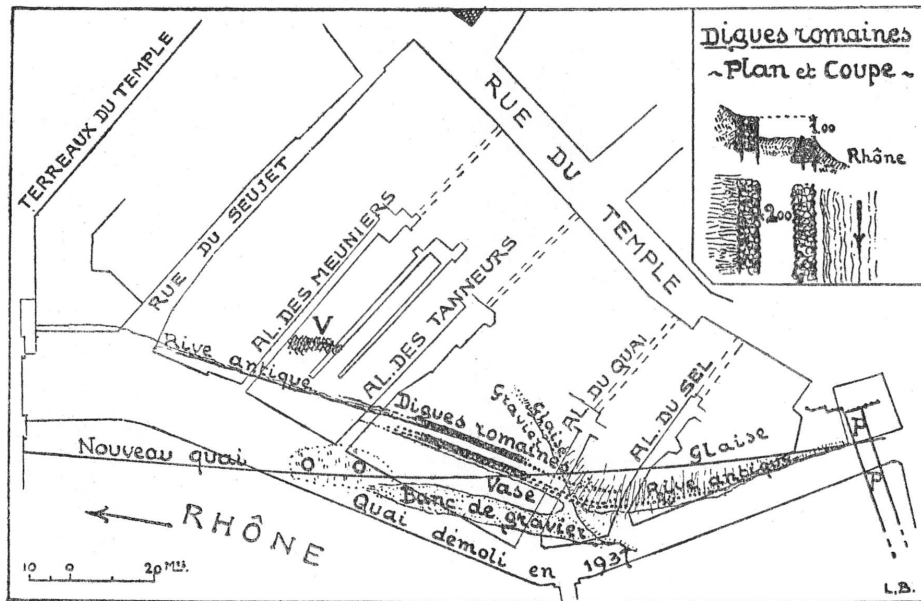 Digues romaines
~ Plan et Coupe ~
1.00
Rhône
2.00
TERREAUX DU TEMPLE
RUE DU SEUJET
RUE DU TEMPLE
AL. DES MEUNIERS
V
AL. DES TANNEURS
AL. DU QUAI
AL. DU SEL
Rive antique
Digues romaines
Glaise
Gravier
Glaise
Rive antique
P
P
Nouveau quai
O O
Vase
Banc de gravier
Quai démoli en 1931
RHÔNE
10 0 20 Mts.
L.B.